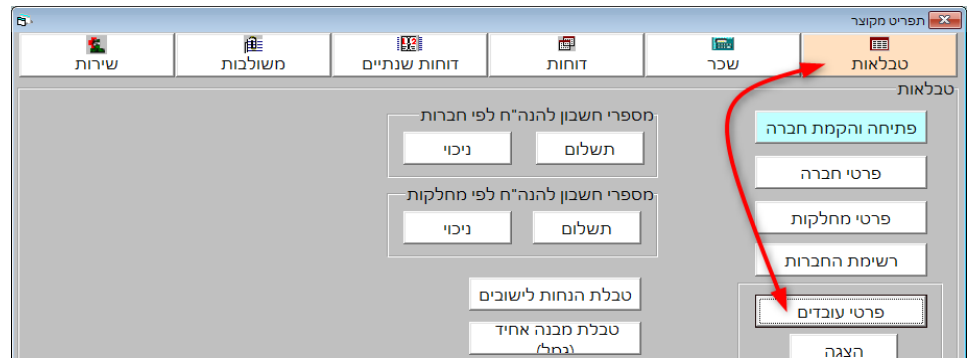 תפריט מקוצר
טבלאות
שכר
דוחות
דוחות שנתיים
משולבות
שירות
טבלאות
פתיחה והקמת חברה
פרטי חברה
פרטי מחלקות
רשימת החברות
פרטי עובדים
הצגה
מספרי חשבון להנה"ח לפי חברות
תשלום
ניכוי
מספרי חשבון להנה"ח לפי מחלקות
תשלום
ניכוי
טבלת הנחות לישובים
טבלת מבנה אחיד
(גמל)